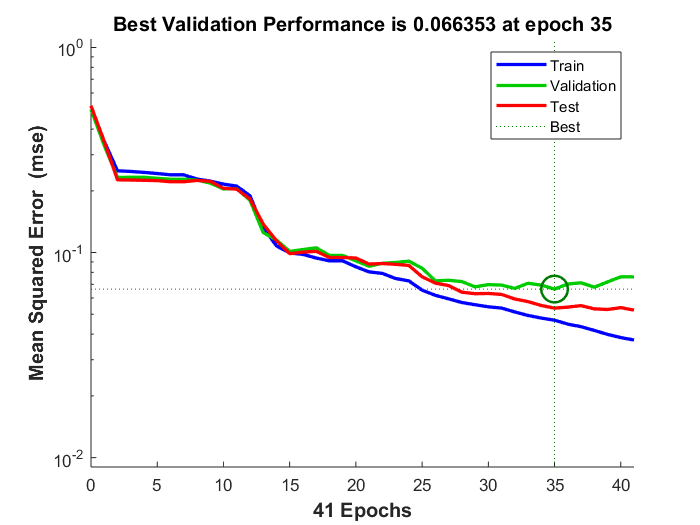 Best Validation Performance is 0.066353 at epoch 35
Mean Squared Error  (mse)
10^0
10^-1
10^-2
Train
Validation
Test
Best
0 5 10 15 20 25 30 35 40
41 Epochs